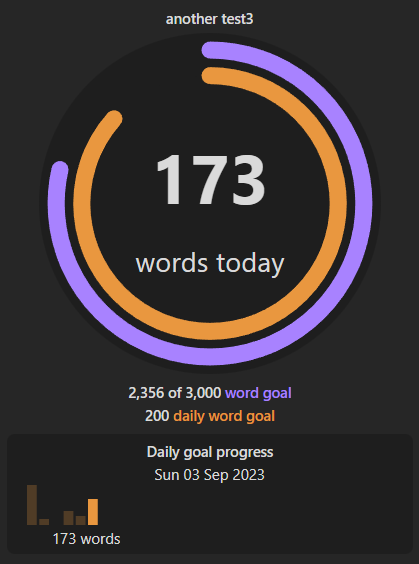 another test3
173
words today
2,356 of 3,000 word goal
200 daily word goal
Daily goal progress
Sun 03 Sep 2023
173 words